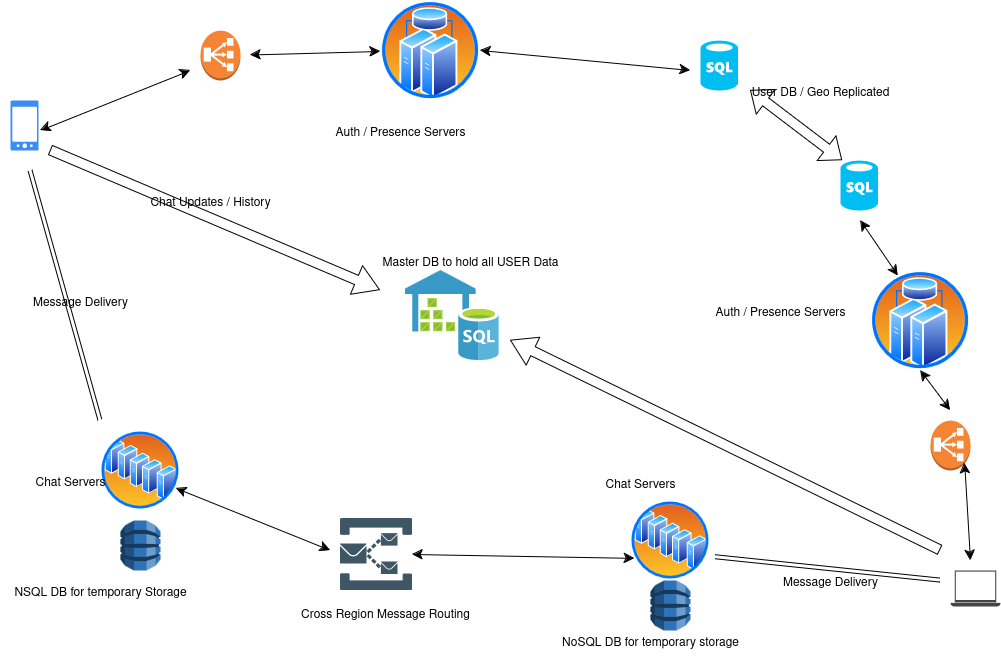 SQL
User DB / Geo Replicated
Auth / Presence Servers
SQL
Chat Updates / History
Master DB to hold all USER Data
Message Delivery
Auth / Presence Servers
SQL
Chat Servers
Chat Servers
Message Delivery
NSQL DB for temporary Storage
Cross Region Message Routing
NoSQL DB for temporary storage